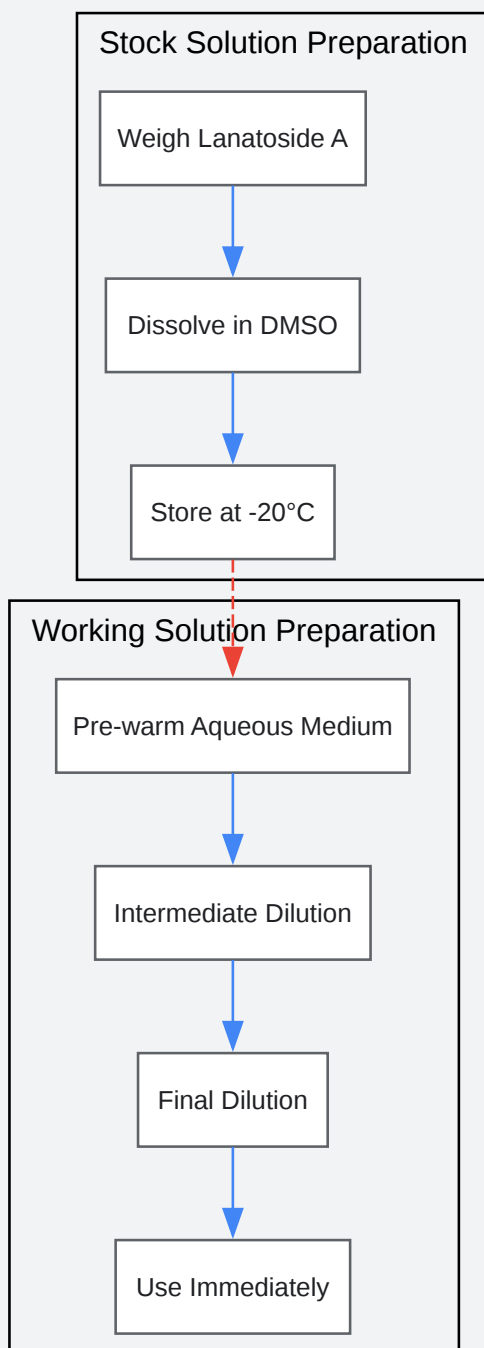 Stock Solution Preparation
Weigh Lanatoside A
Dissolve in DMSO
Store at -20°C
Working Solution Preparation
Pre-warm Aqueous Medium
Intermediate Dilution
Final Dilution
Use Immediately